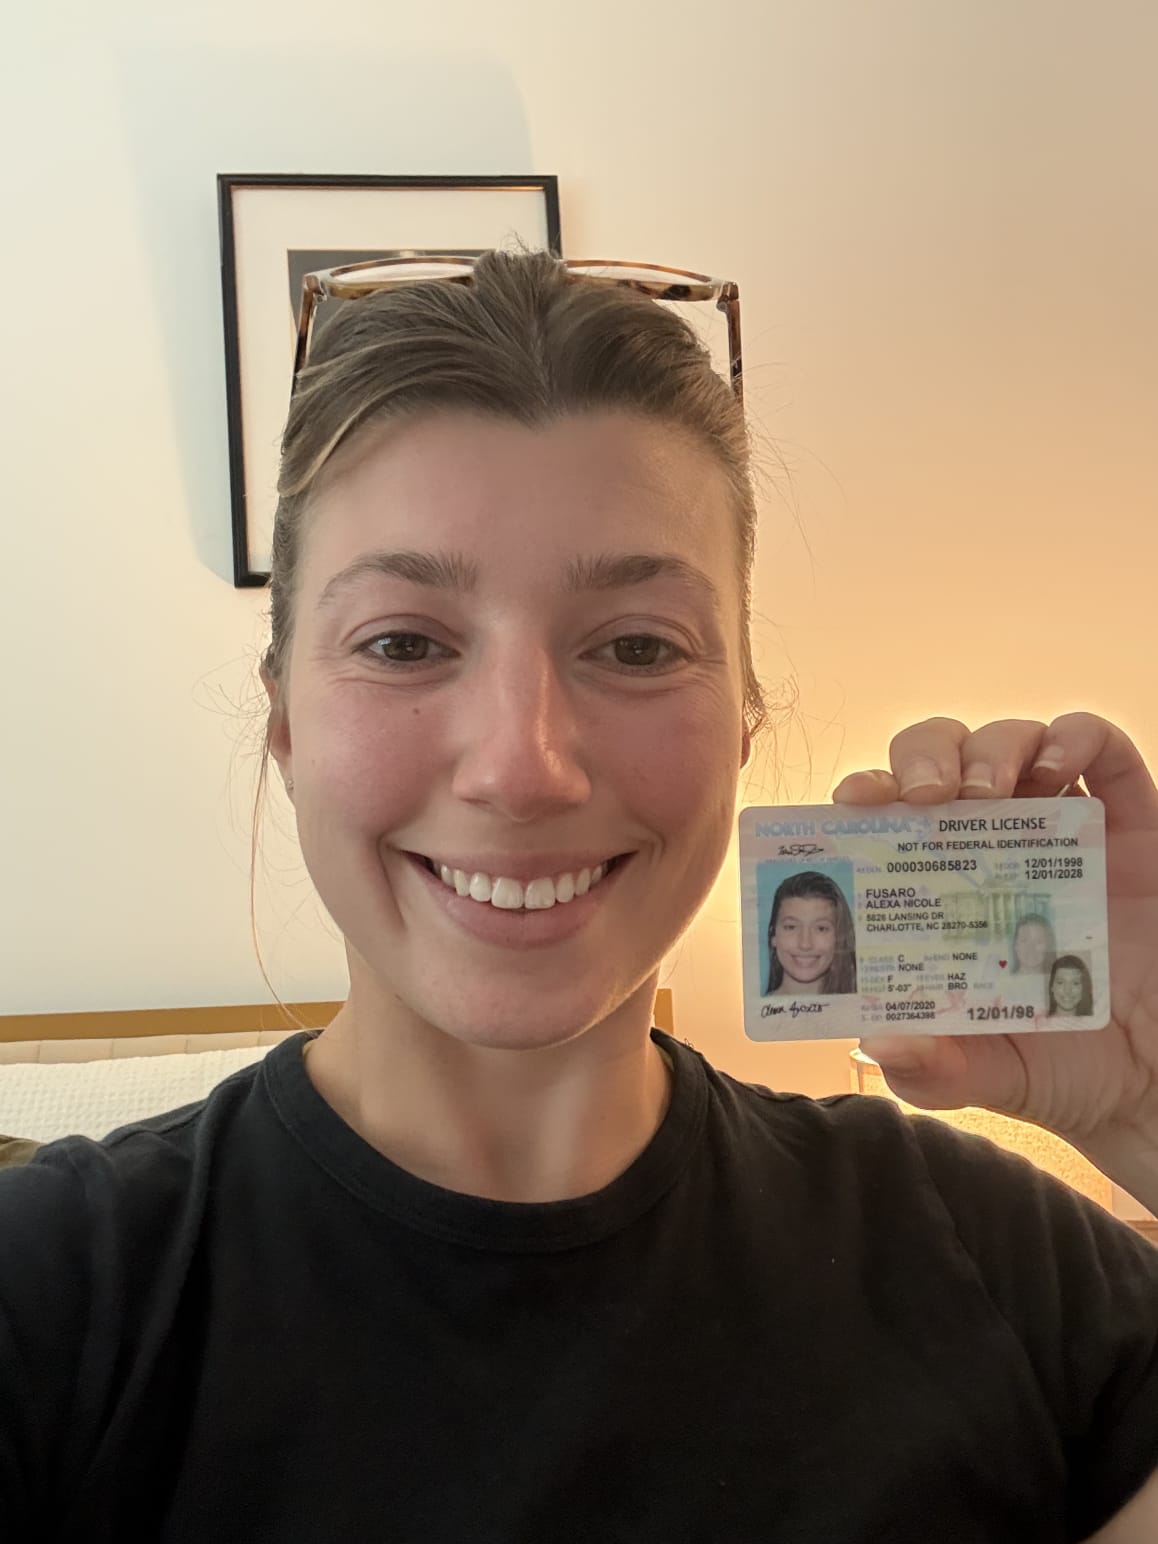 NORTH CAROLINA DRIVER LICENSE
NOT FOR FEDERAL IDENTIFICATION
000030685823
12/01/1998
12/01/2028
FUSARO
ALEXA NICOLE
5826 LANSING DR
CHARLOTTE, NC 28270-5356
CLASS C NONE
NONE
F HAZ
5'-03" BRO RACE
04/07/2020
0027364398
12/01/98